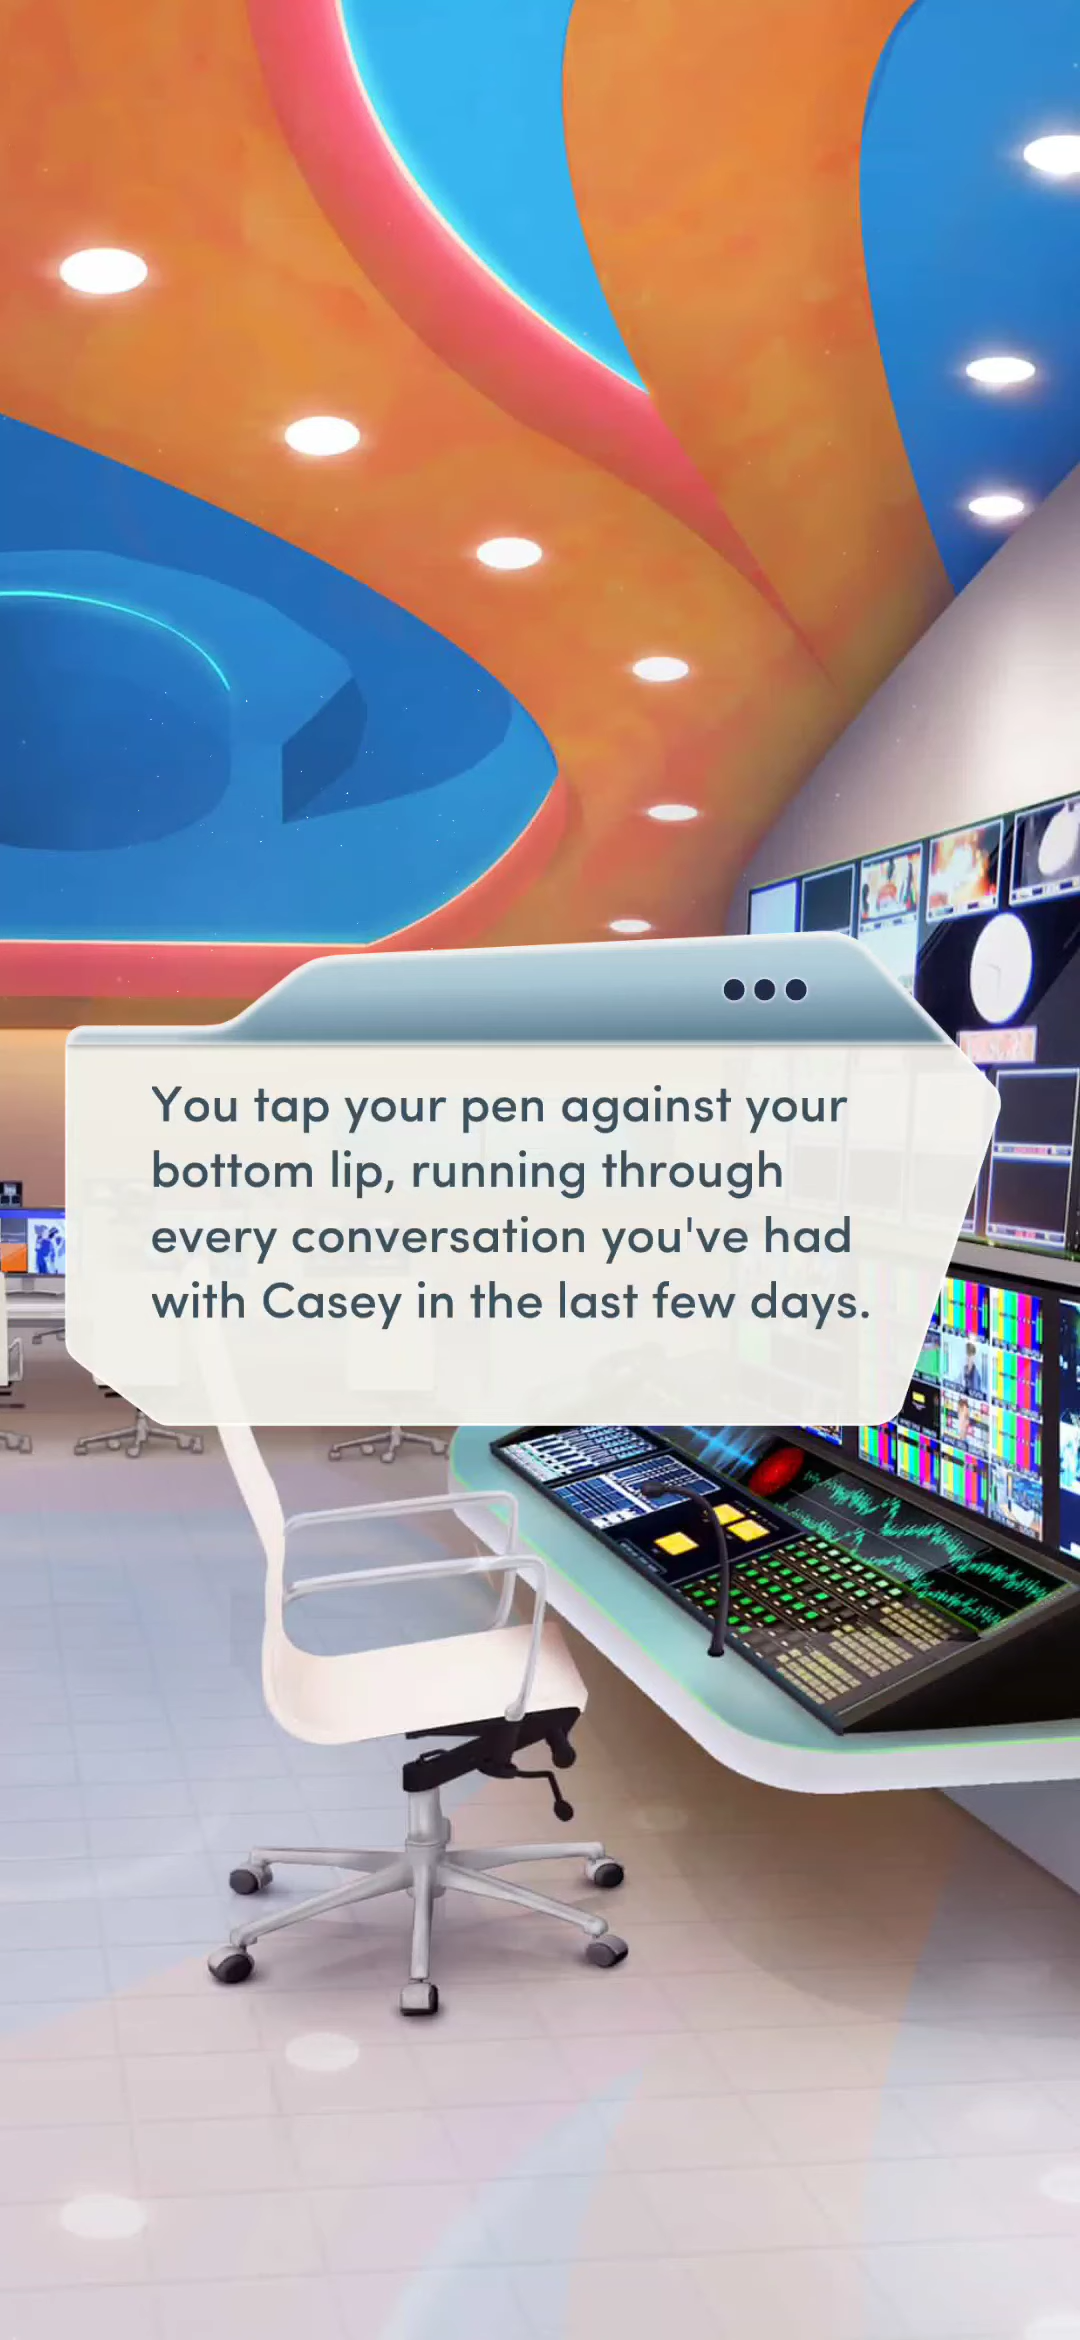 You tap your pen against your
bottom lip, running through
every conversation you've had
with Casey in the last few days.